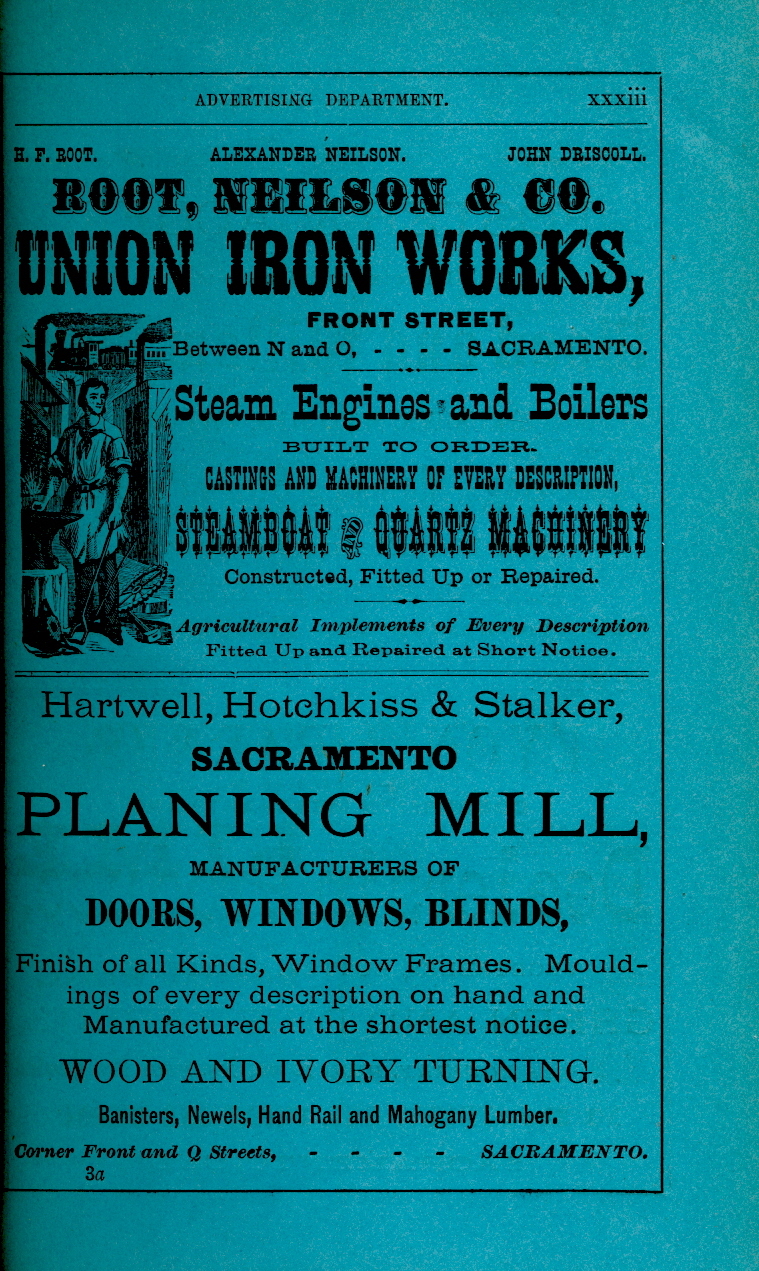 ADVERTISING DEPARTMENT. xxxiii
H. F. ROOT. ALEXANDER NEILSON. JOHN DRISCOLL.
ROOT, NEILSON & CO.
UNION IRON WORKS,
FRONT STREET,
Between N and O, - - - - SACRAMENTO.
Steam Engines and Boilers
BUILT TO ORDER.
CASTINGS AND MACHINERY OF EVERY DESCRIPTION,
STEAMBOAT AND QUARTZ MACHINERY
Constructed, Fitted Up or Repaired.
Agricultural Implements of Every Description
Fitted Up and Repaired at Short Notice.
Hartwell, Hotchkiss & Stalker,
SACRAMENTO
PLANING MILL,
MANUFACTURERS OF
DOORS, WINDOWS, BLINDS,
Finish of all Kinds, Window Frames. Mould-
ings of every description on hand and
Manufactured at the shortest notice.
WOOD AND IVORY TURNING.
Banisters, Newels, Hand Rail and Mahogany Lumber.
Corner Front and Q Streets, - - - - SACRAMENTO.
3a